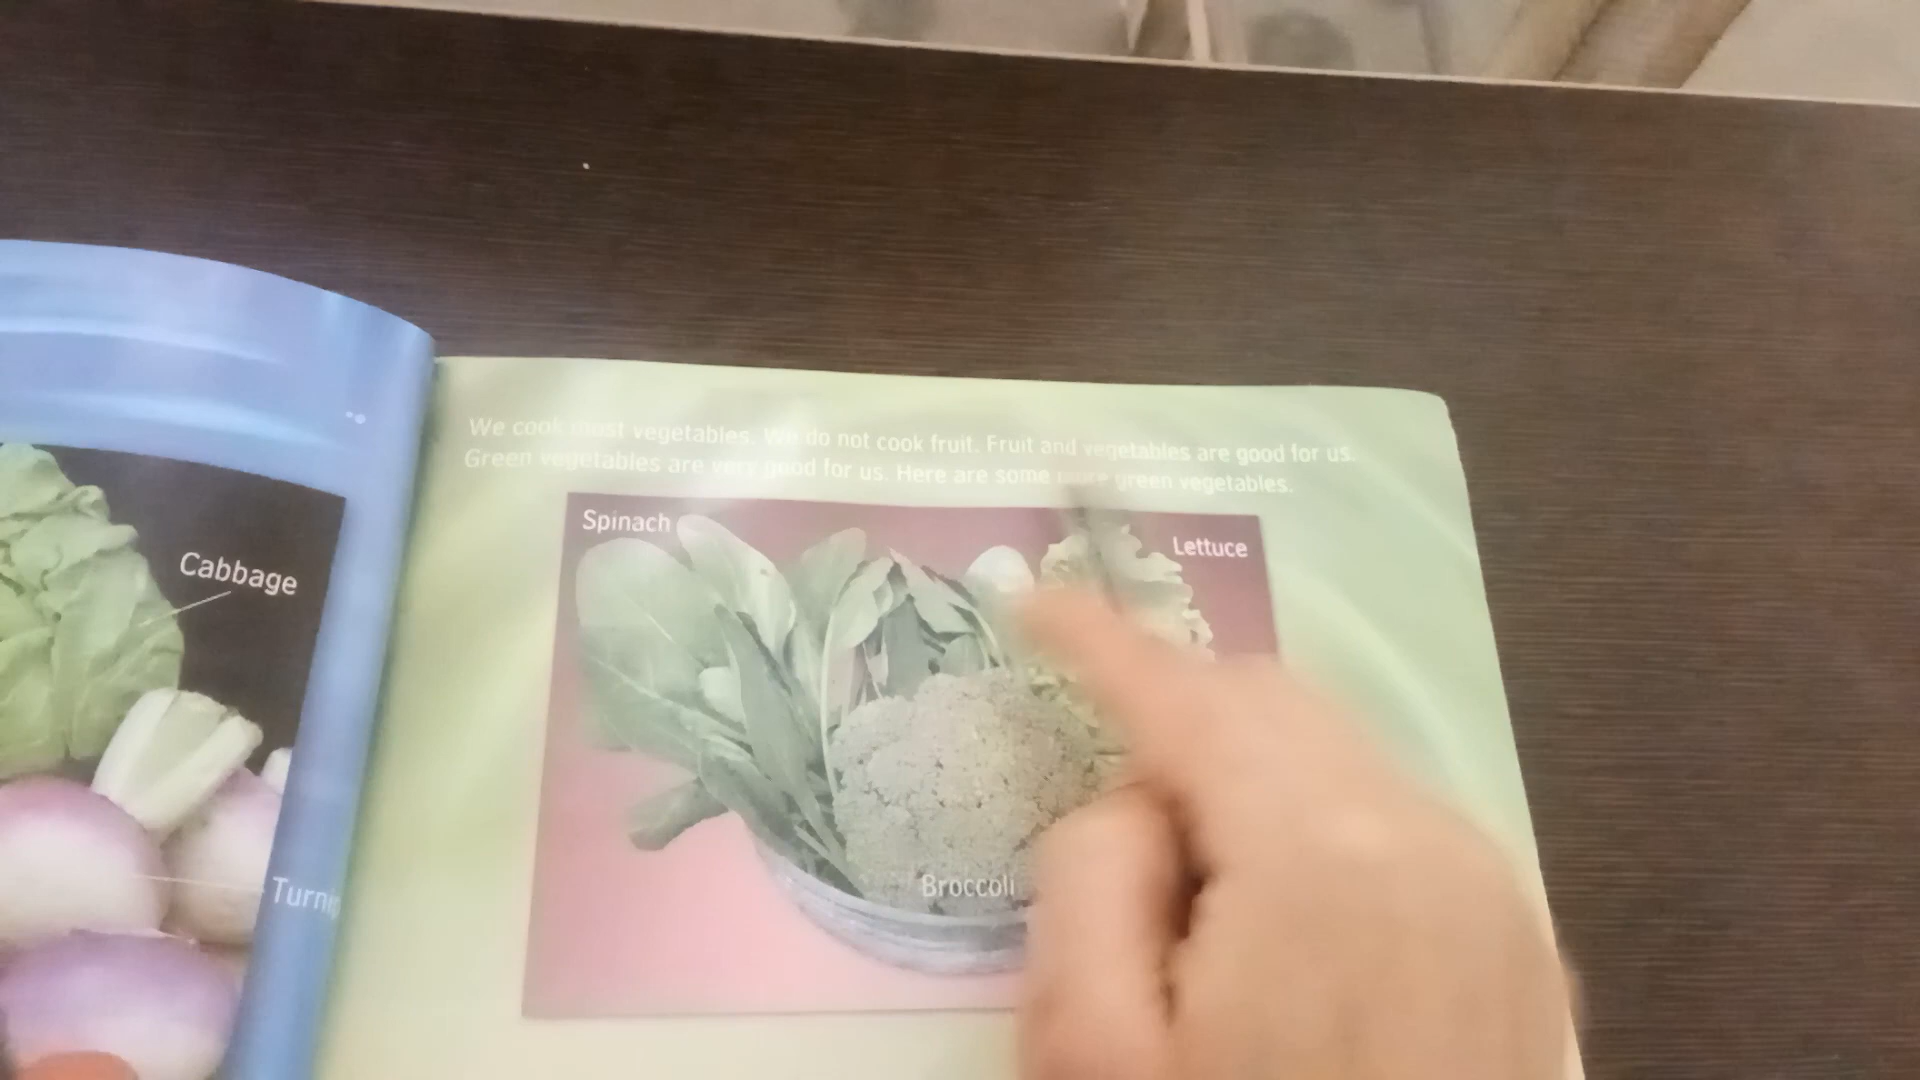 Cabbage
Turnip
We cook most vegetables. We do not cook fruit. Fruit and vegetables are good for us.
Green vegetables are very good for us. Here are some more green vegetables.
Spinach
Lettuce
Broccoli